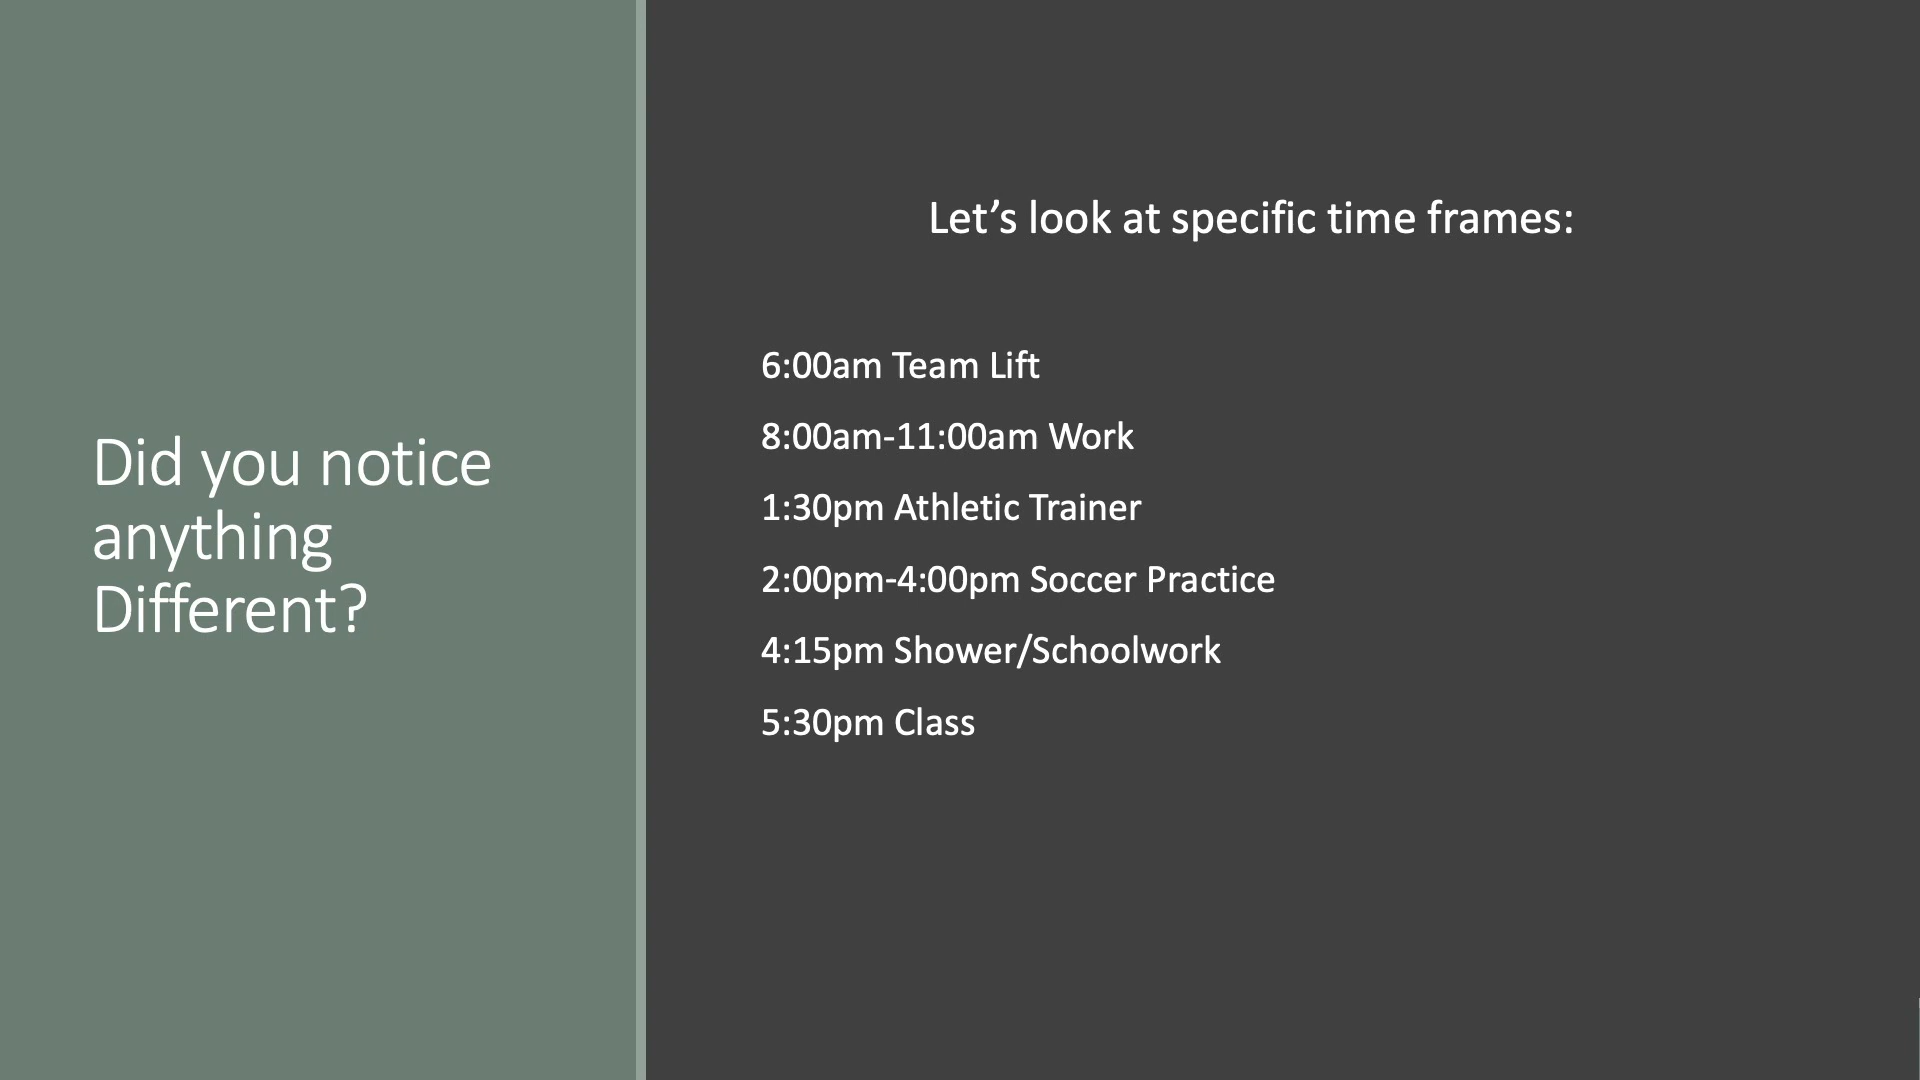 Did you notice
anything
Different?
Let’s look at specific time frames:
6:00am Team Lift
8:00am-11:00am Work
1:30pm Athletic Trainer
2:00pm-4:00pm Soccer Practice
4:15pm Shower/Schoolwork
5:30pm Class